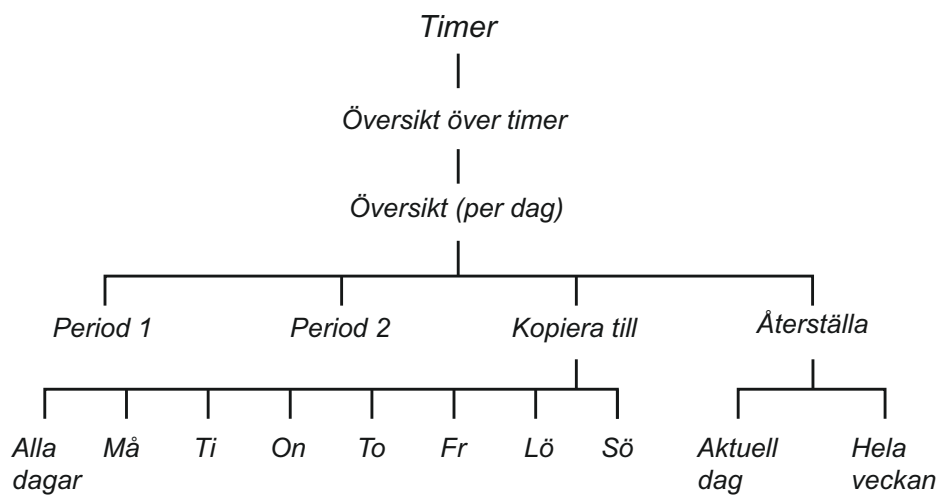 Timer
Översikt över timer
Översikt (per dag)
Period 1
Period 2
Kopiera till
Återställa
Alla
dagar
Må
Ti
On
To
Fr
Lö
Sö
Aktuell
dag
Hela
veckan